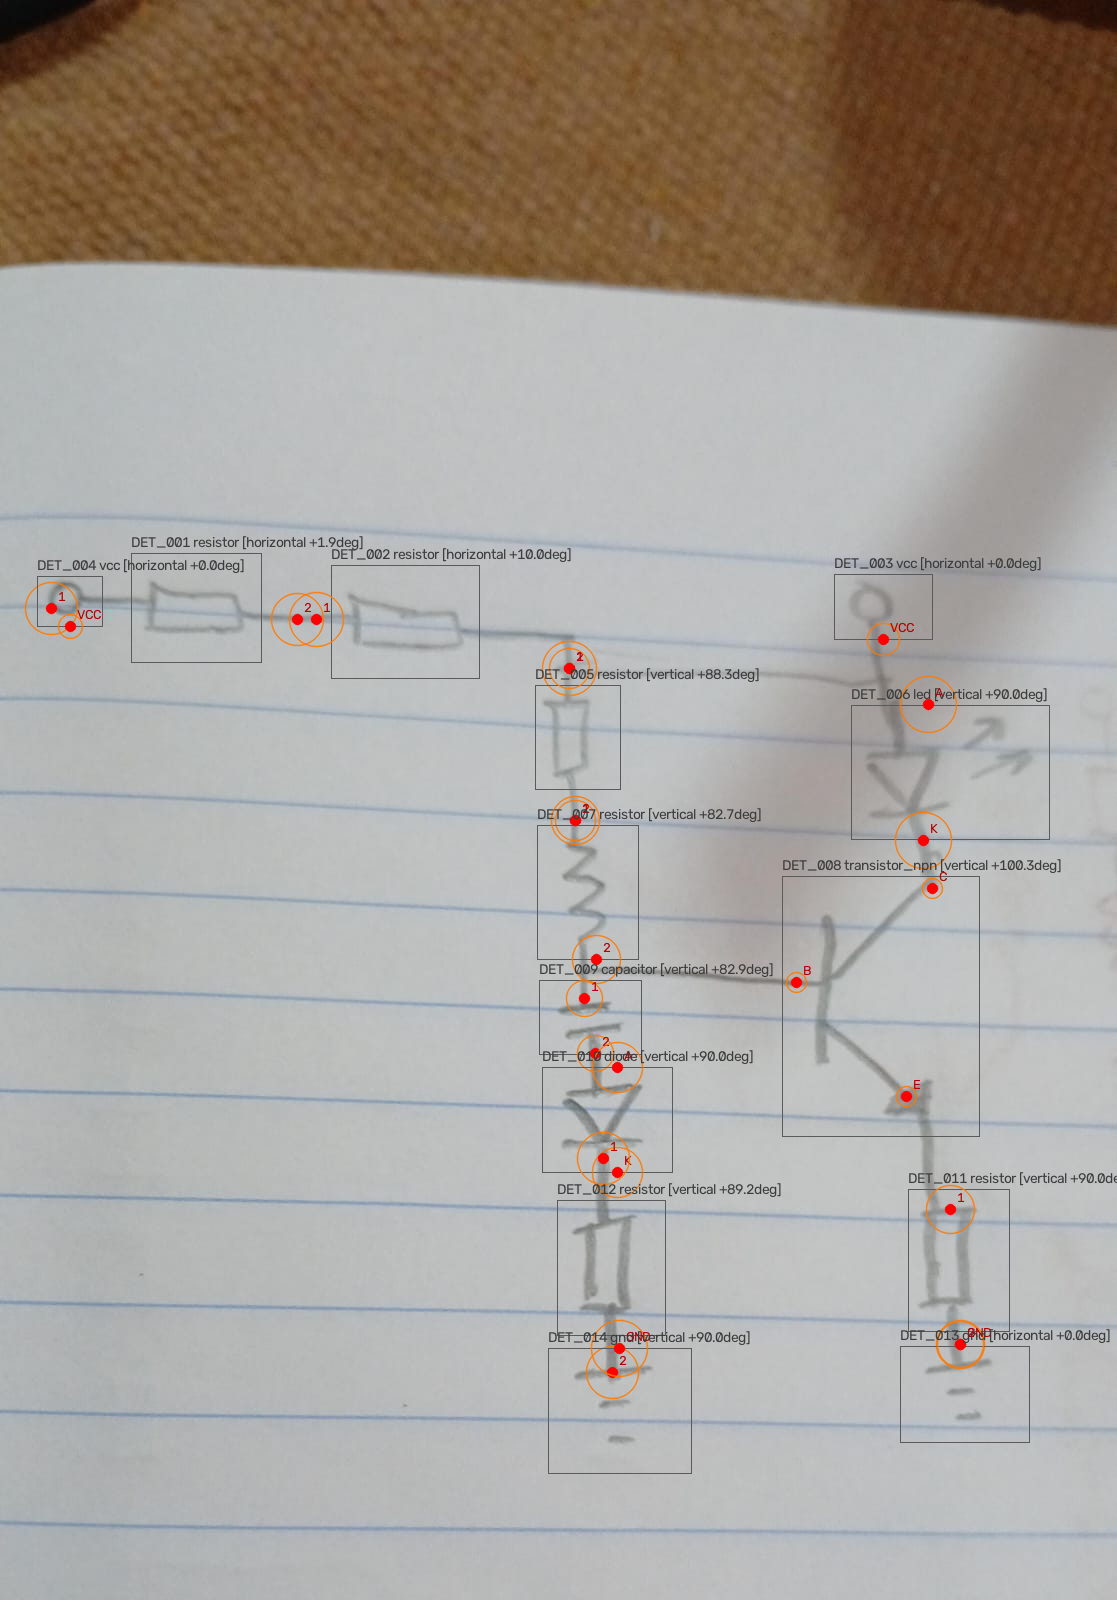 DET_001 resistor [horizontal +1.9deg]
DET_002 resistor [horizontal +10.0deg]
DET_004 vcc [horizontal +0.0deg]
DET_003 vcc [horizontal +0.0deg]
1
VCC
2
1
VCC
DET_005 resistor [vertical +88.3deg]
DET_006 led [vertical +90.0deg]
A
DET_007 resistor [vertical +82.7deg]
K
DET_008 transistor_npn [vertical +100.3deg]
C
2
DET_009 capacitor [vertical +82.9deg]
B
1
2
DET_010 diode [vertical +90.0deg]
E
1
K
DET_012 resistor [vertical +89.2deg]
DET_011 resistor [vertical +90.0de
1
DET_014 gnd [vertical +90.0deg]
GND
DET_013 gnd [horizontal +0.0deg]
GND
2